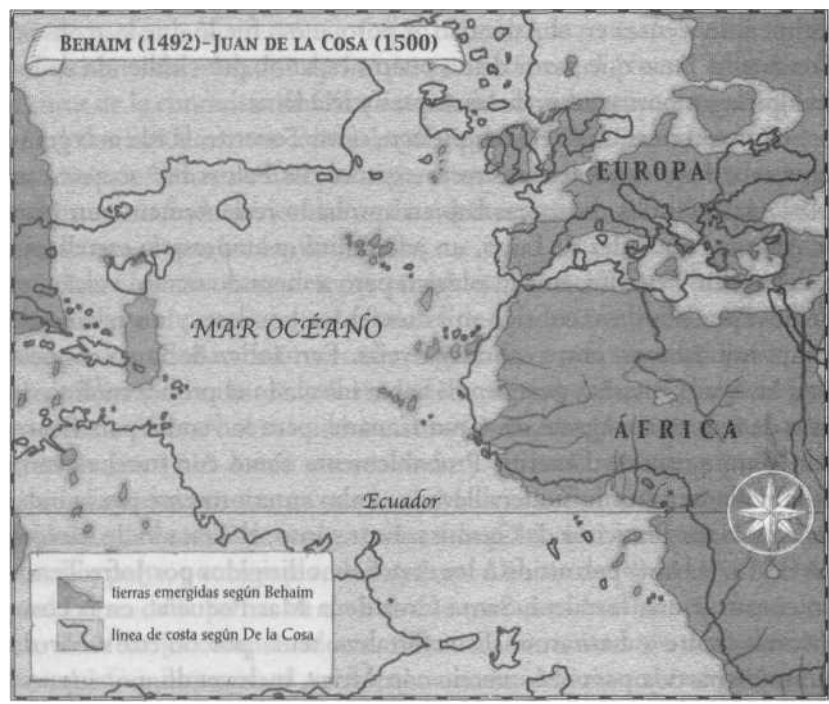 BEHAIM (1492)–JUAN DE LA COSA (1500)
EUROPA
MAR OCÉANO
ÁFRICA
Ecuador
tierras emergidas según Behaim
línea de costa según De la Cosa